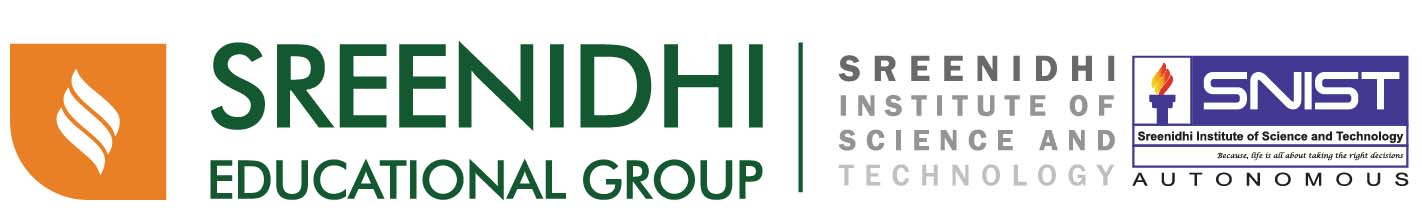 SREENIDHI
EDUCATIONAL GROUP
SREENIDHI
INSTITUTE OF
SCIENCE AND
TECHNOLOGY
SNIST
Sreenidhi Institute of Science and Technology
Because, life is all about taking the right decisions
AUTONOMOUS